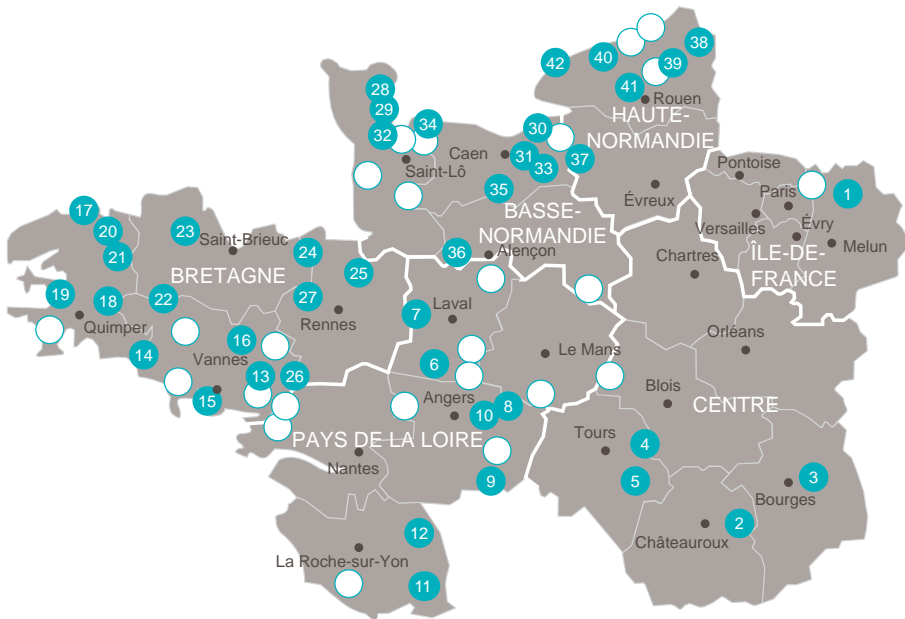 38
42
40
39
41
Rouen
HAUTE-
NORMANDIE
28
29
32
34
30
31
33
37
Caen
Saint-Lô
35
Évreux
BASSE-
NORMANDIE
36
Alençon
Pontoise
Paris
1
Versailles
Évry
Melun
ÎLE-DE-
FRANCE
Chartres
17
20
21
23
Saint-Brieuc
24
25
BRETAGNE
19
18
22
27
Quimper
Rennes
7
Laval
16
14
Vannes
13
26
15
6
Le Mans
Orléans
Blois
CENTRE
Angers
10
8
PAYS DE LA LOIRE
Nantes
9
Tours
4
5
3
Bourges
2
Châteauroux
12
La Roche-sur-Yon
11